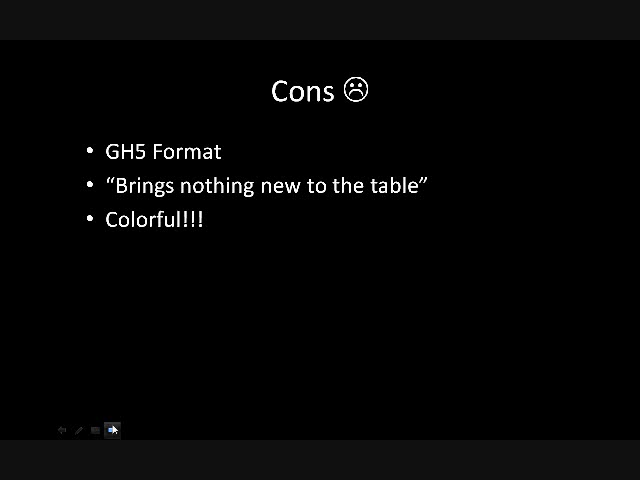 Cons ☹
• GH5 Format
• “Brings nothing new to the table”
• Colorful!!!